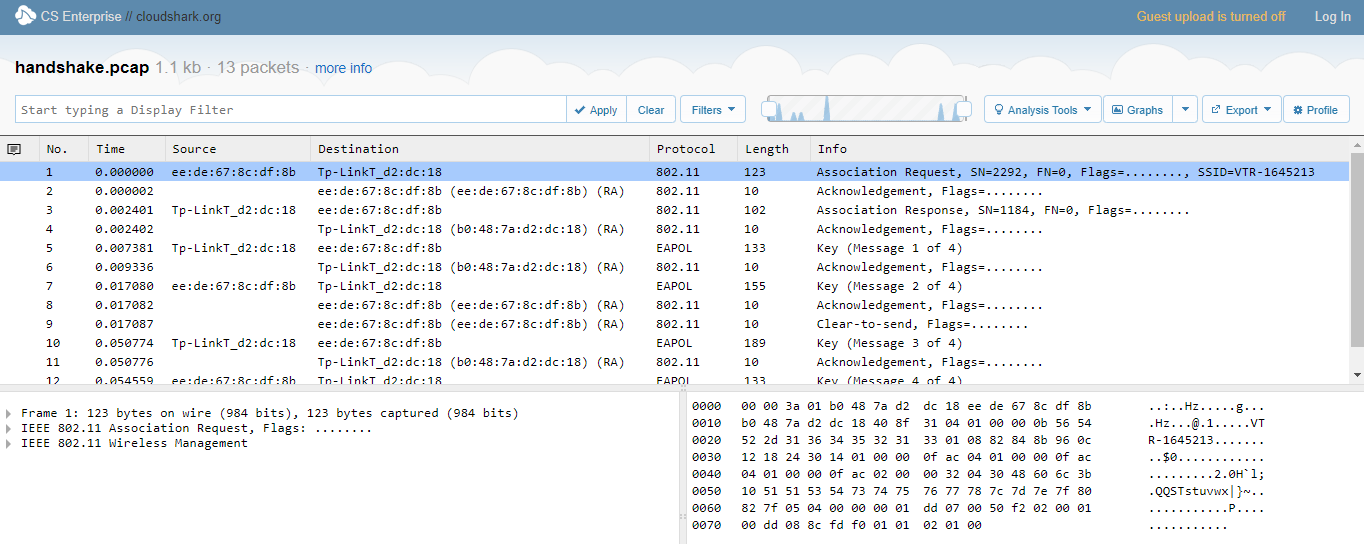 CS Enterprise // cloudshark.org Guest upload is turned off Log In
handshake.pcap 1.1 kb · 13 packets · more info
Start typing a Display Filter Apply Clear Filters Analysis Tools Graphs Export Profile
No. Time Source Destination Protocol Length Info
1 0.000000 ee:de:67:8c:df:8b Tp-LinkT_d2:dc:18 802.11 123 Association Request, SN=2292, FN=0, Flags=........, SSID=VTR-1645213
2 0.000002 ee:de:67:8c:df:8b (ee:de:67:8c:df:8b) (RA) 802.11 10 Acknowledgement, Flags=........
3 0.002401 Tp-LinkT_d2:dc:18 ee:de:67:8c:df:8b 802.11 102 Association Response, SN=1184, FN=0, Flags=........
4 0.002402 Tp-LinkT_d2:dc:18 (b0:48:7a:d2:dc:18) (RA) 802.11 10 Acknowledgement, Flags=........
5 0.007381 Tp-LinkT_d2:dc:18 ee:de:67:8c:df:8b EAPOL 133 Key (Message 1 of 4)
6 0.009336 Tp-LinkT_d2:dc:18 (b0:48:7a:d2:dc:18) (RA) 802.11 10 Acknowledgement, Flags=........
7 0.017080 ee:de:67:8c:df:8b Tp-LinkT_d2:dc:18 EAPOL 155 Key (Message 2 of 4)
8 0.017082 ee:de:67:8c:df:8b (ee:de:67:8c:df:8b) (RA) 802.11 10 Acknowledgement, Flags=........
9 0.017087 ee:de:67:8c:df:8b (ee:de:67:8c:df:8b) (RA) 802.11 10 Clear-to-send, Flags=........
10 0.050774 Tp-LinkT_d2:dc:18 ee:de:67:8c:df:8b EAPOL 189 Key (Message 3 of 4)
11 0.050776 Tp-LinkT_d2:dc:18 (b0:48:7a:d2:dc:18) (RA) 802.11 10 Acknowledgement, Flags=........
12 0.054559 ee:de:67:8c:df:8b Tp-LinkT_d2:dc:18 EAPOL 133 Key (Message 4 of 4)
Frame 1: 123 bytes on wire (984 bits), 123 bytes captured (984 bits)
IEEE 802.11 Association Request, Flags: ........
IEEE 802.11 Wireless Management
0000 00 00 3a 01 b0 48 7a d2 dc 18 ee de 67 8c df 8b ..:..Hz.....g...
0010 b0 48 7a d2 dc 18 40 8f 31 04 01 00 00 0b 56 54 .Hz...@.1.....VT
0020 52 2d 31 36 34 35 32 31 33 01 08 82 84 8b 96 0c R-1645213.......
0030 12 18 24 30 14 01 00 00 0f ac 04 01 00 00 0f ac ..$0............
0040 04 01 00 00 0f ac 02 00 00 32 04 30 48 60 6c 3b .........2.0H`l;
0050 10 51 51 53 54 73 74 75 76 77 78 7c 7d 7e 7f 80 .QQSTstuvwx|}~..
0060 82 7f 05 04 00 00 00 01 dd 07 00 50 f2 02 00 01 ...........P....
0070 00 dd 08 8c fd f0 01 01 02 01 00 ...........